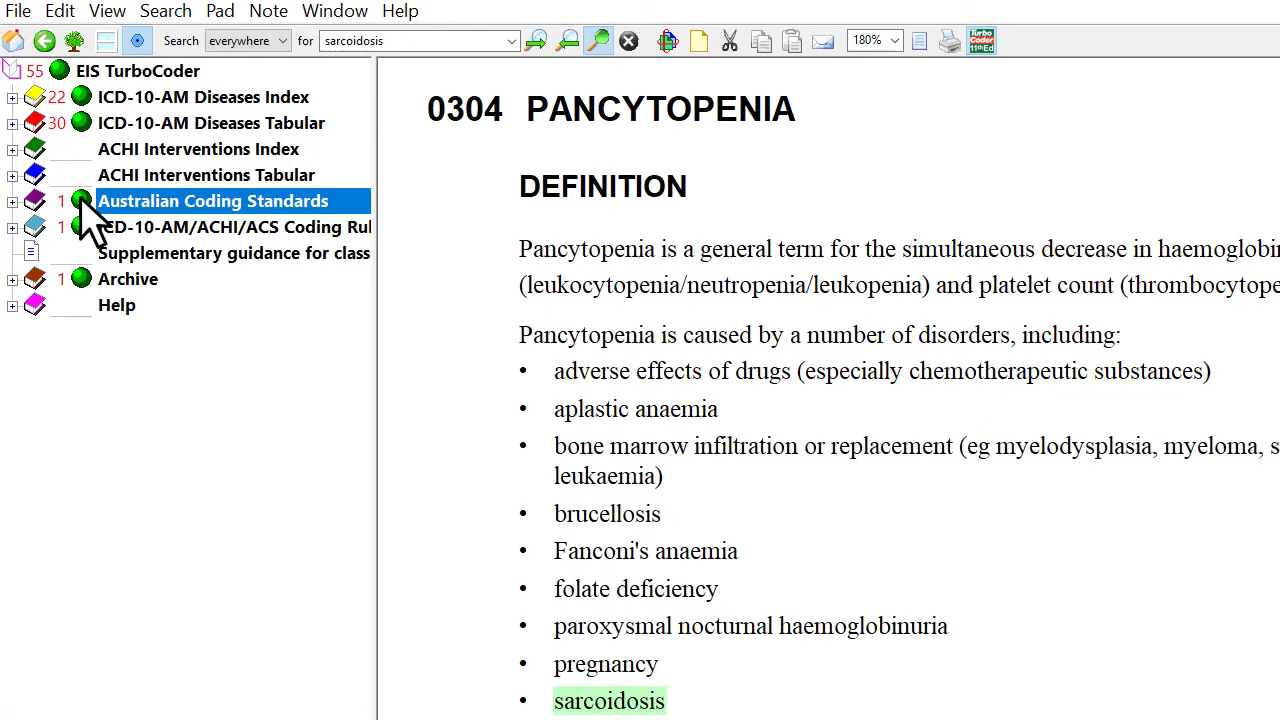 File Edit View Search Pad Note Window Help
Search everywhere for sarcoidosis 180% Turbo Coder 11th Ed
55 EIS TurboCoder
22 ICD-10-AM Diseases Index
30 ICD-10-AM Diseases Tabular
ACHI Interventions Index
ACHI Interventions Tabular
1 Australian Coding Standards
1 CD-10-AM/ACHI/ACS Coding Rul
Supplementary guidance for class
1 Archive
Help
0304 PANCYTOPENIA
DEFINITION
Pancytopenia is a general term for the simultaneous decrease in haemoglobin
(leukocytopenia/neutropenia/leukopenia) and platelet count (thrombocytope
Pancytopenia is caused by a number of disorders, including:
• adverse effects of drugs (especially chemotherapeutic substances)
• aplastic anaemia
• bone marrow infiltration or replacement (eg myelodysplasia, myeloma, s
leukaemia)
• brucellosis
• Fanconi's anaemia
• folate deficiency
• paroxysmal nocturnal haemoglobinuria
• pregnancy
• sarcoidosis